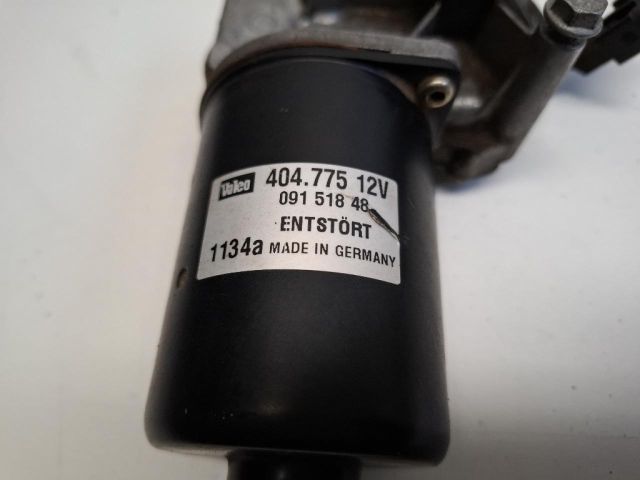 Valeo 404.775 12V
091 518 48
ENTSTÖRT
1134a MADE IN GERMANY